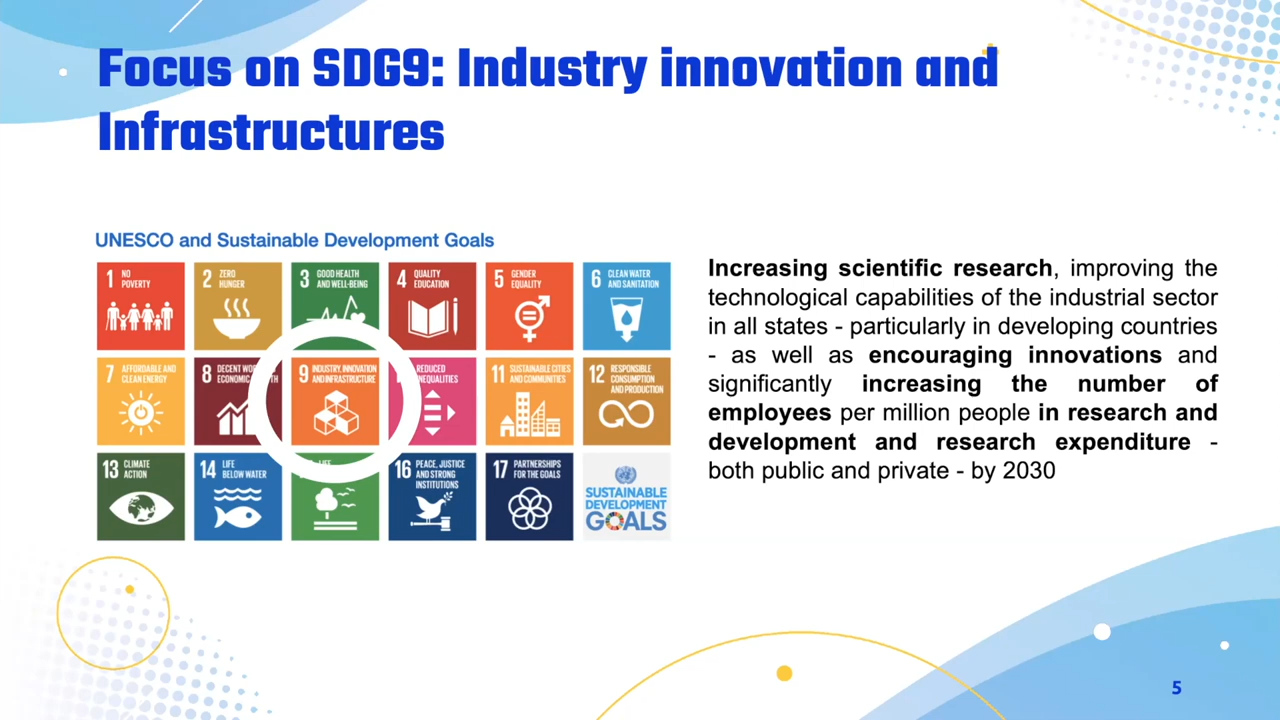 Focus on SDG9: Industry innovation and
Infrastructures
UNESCO and Sustainable Development Goals
1 NO
POVERTY
2 ZERO
HUNGER
3 GOOD HEALTH
AND WELL-BEING
4 QUALITY
EDUCATION
5 GENDER
EQUALITY
6 CLEAN WATER
AND SANITATION
7 AFFORDABLE AND
CLEAN ENERGY
8 DECENT
ECONOMIC
9 INDUSTRY, INNOVATION
AND INFRASTRUCTURE
REDUCED
11 SUSTAINABLE CITIES
AND COMMUNITIES
12 RESPONSIBLE
CONSUMPTION
AND PRODUCTION
13 CLIMATE
ACTION
14 LIFE
BELOW WATER
16 PEACE, JUSTICE
AND STRONG
INSTITUTIONS
17 PARTNERSHIPS
FOR THE GOALS
SUSTAINABLE
DEVELOPMENT
GOALS
Increasing scientific research, improving the
technological capabilities of the industrial sector
in all states - particularly in developing countries
- as well as encouraging innovations and
significantly increasing the number of
employees per million people in research and
development and research expenditure -
both public and private - by 2030
5